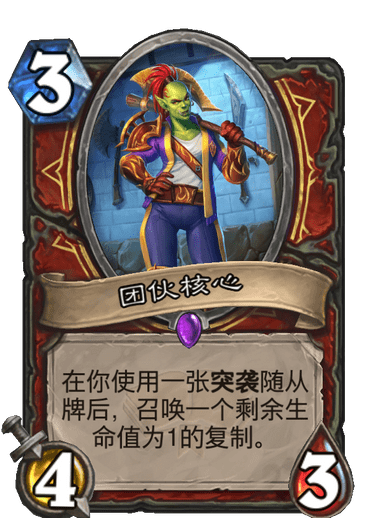 3
团伙核心
在你使用一张突袭随从
牌后，召唤一个剩余生
命值为1的复制。
4
3